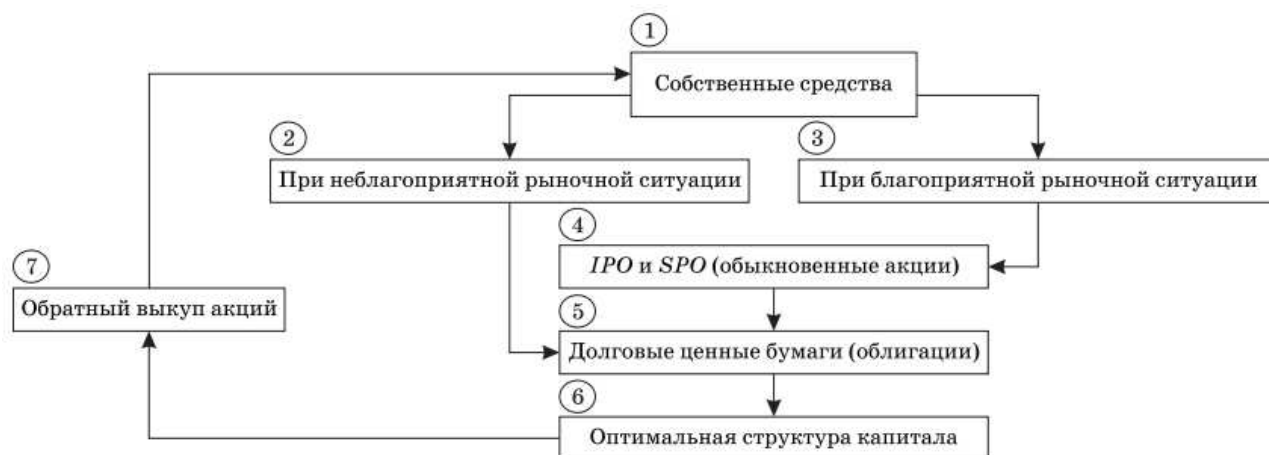 1
Собственные средства
2
При неблагоприятной рыночной ситуации
3
При благоприятной рыночной ситуации
4
IPO и SPO (обыкновенные акции)
7
Обратный выкуп акций
5
Долговые ценные бумаги (облигации)
6
Оптимальная структура капитала